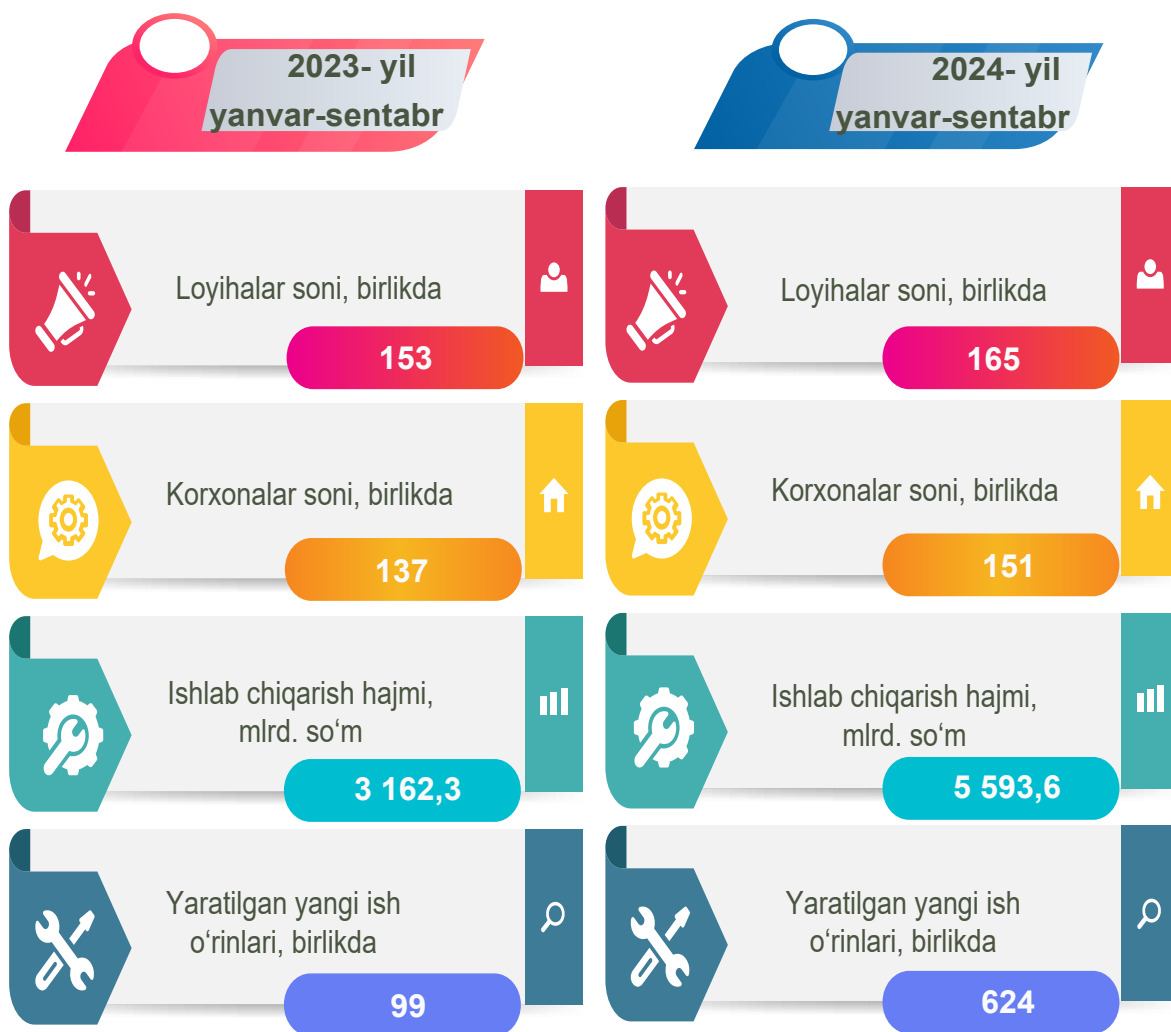 2023- yil
yanvar-sentabr
Loyihalar soni, birlikda
153
Korxonalar soni, birlikda
137
Ishlab chiqarish hajmi,
mlrd. so‘m
3 162,3
Yaratilgan yangi ish
o‘rinlari, birlikda
99
2024- yil
yanvar-sentabr
Loyihalar soni, birlikda
165
Korxonalar soni, birlikda
151
Ishlab chiqarish hajmi,
mlrd. so‘m
5 593,6
Yaratilgan yangi ish
o‘rinlari, birlikda
624